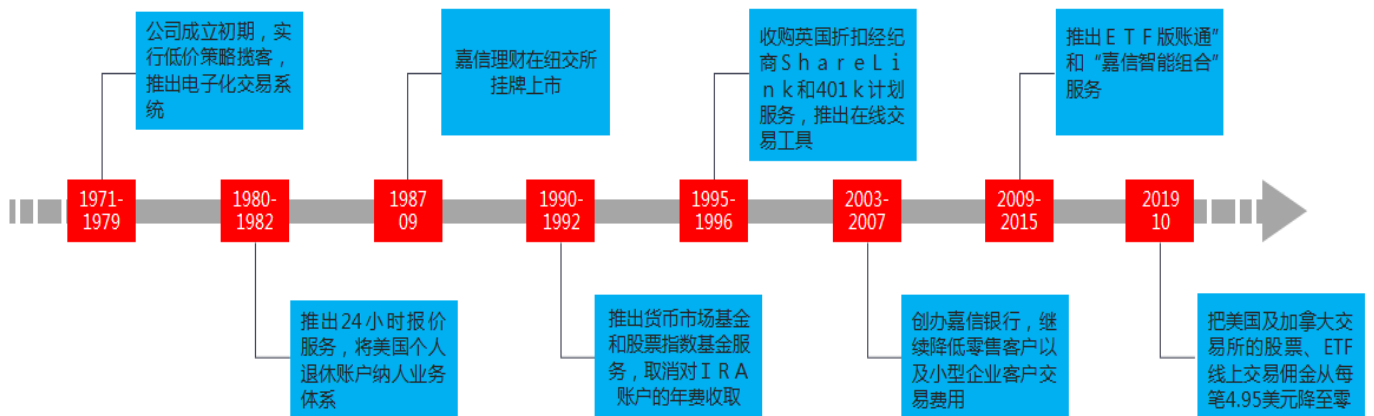 公司成立初期，实
行低价策略揽客，
推出电子化交易系
统
嘉信理财在纽交所
挂牌上市
收购英国折扣经纪
商ShareLi
nk和401k计划
服务，推出在线交
易工具
推出ETF版账通”
和“嘉信智能组合”
服务
1971-
1979
1980-
1982
1987
09
1990-
1992
1995-
1996
2003-
2007
2009-
2015
2019
10
推出24小时报价
服务，将美国个人
退休账户纳人业务
体系
推出货币市场基金
和股票指数基金服
务，取消对IRA
账户的年费收取
创办嘉信银行，继
续降低零售客户以
及小型企业客户交
易费用
把美国及加拿大交
易所的股票、ETF
线上交易佣金从每
笔4.95美元降至零